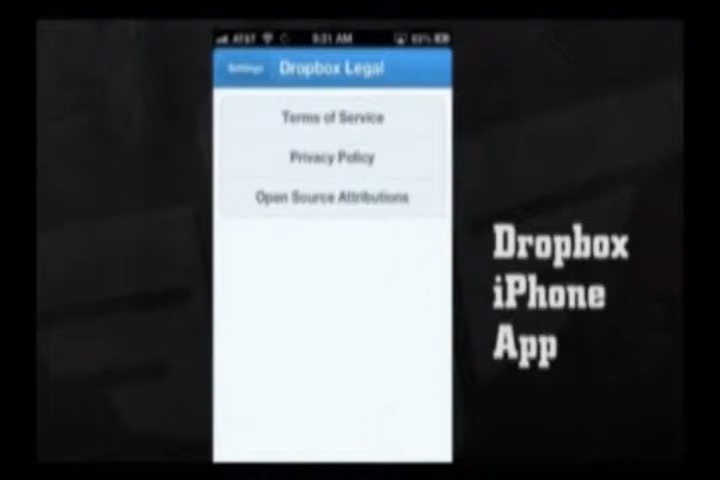 AT&T 9:31 AM
Settings Dropbox Legal
Terms of Service
Privacy Policy
Open Source Attributions
Dropbox
iPhone
App